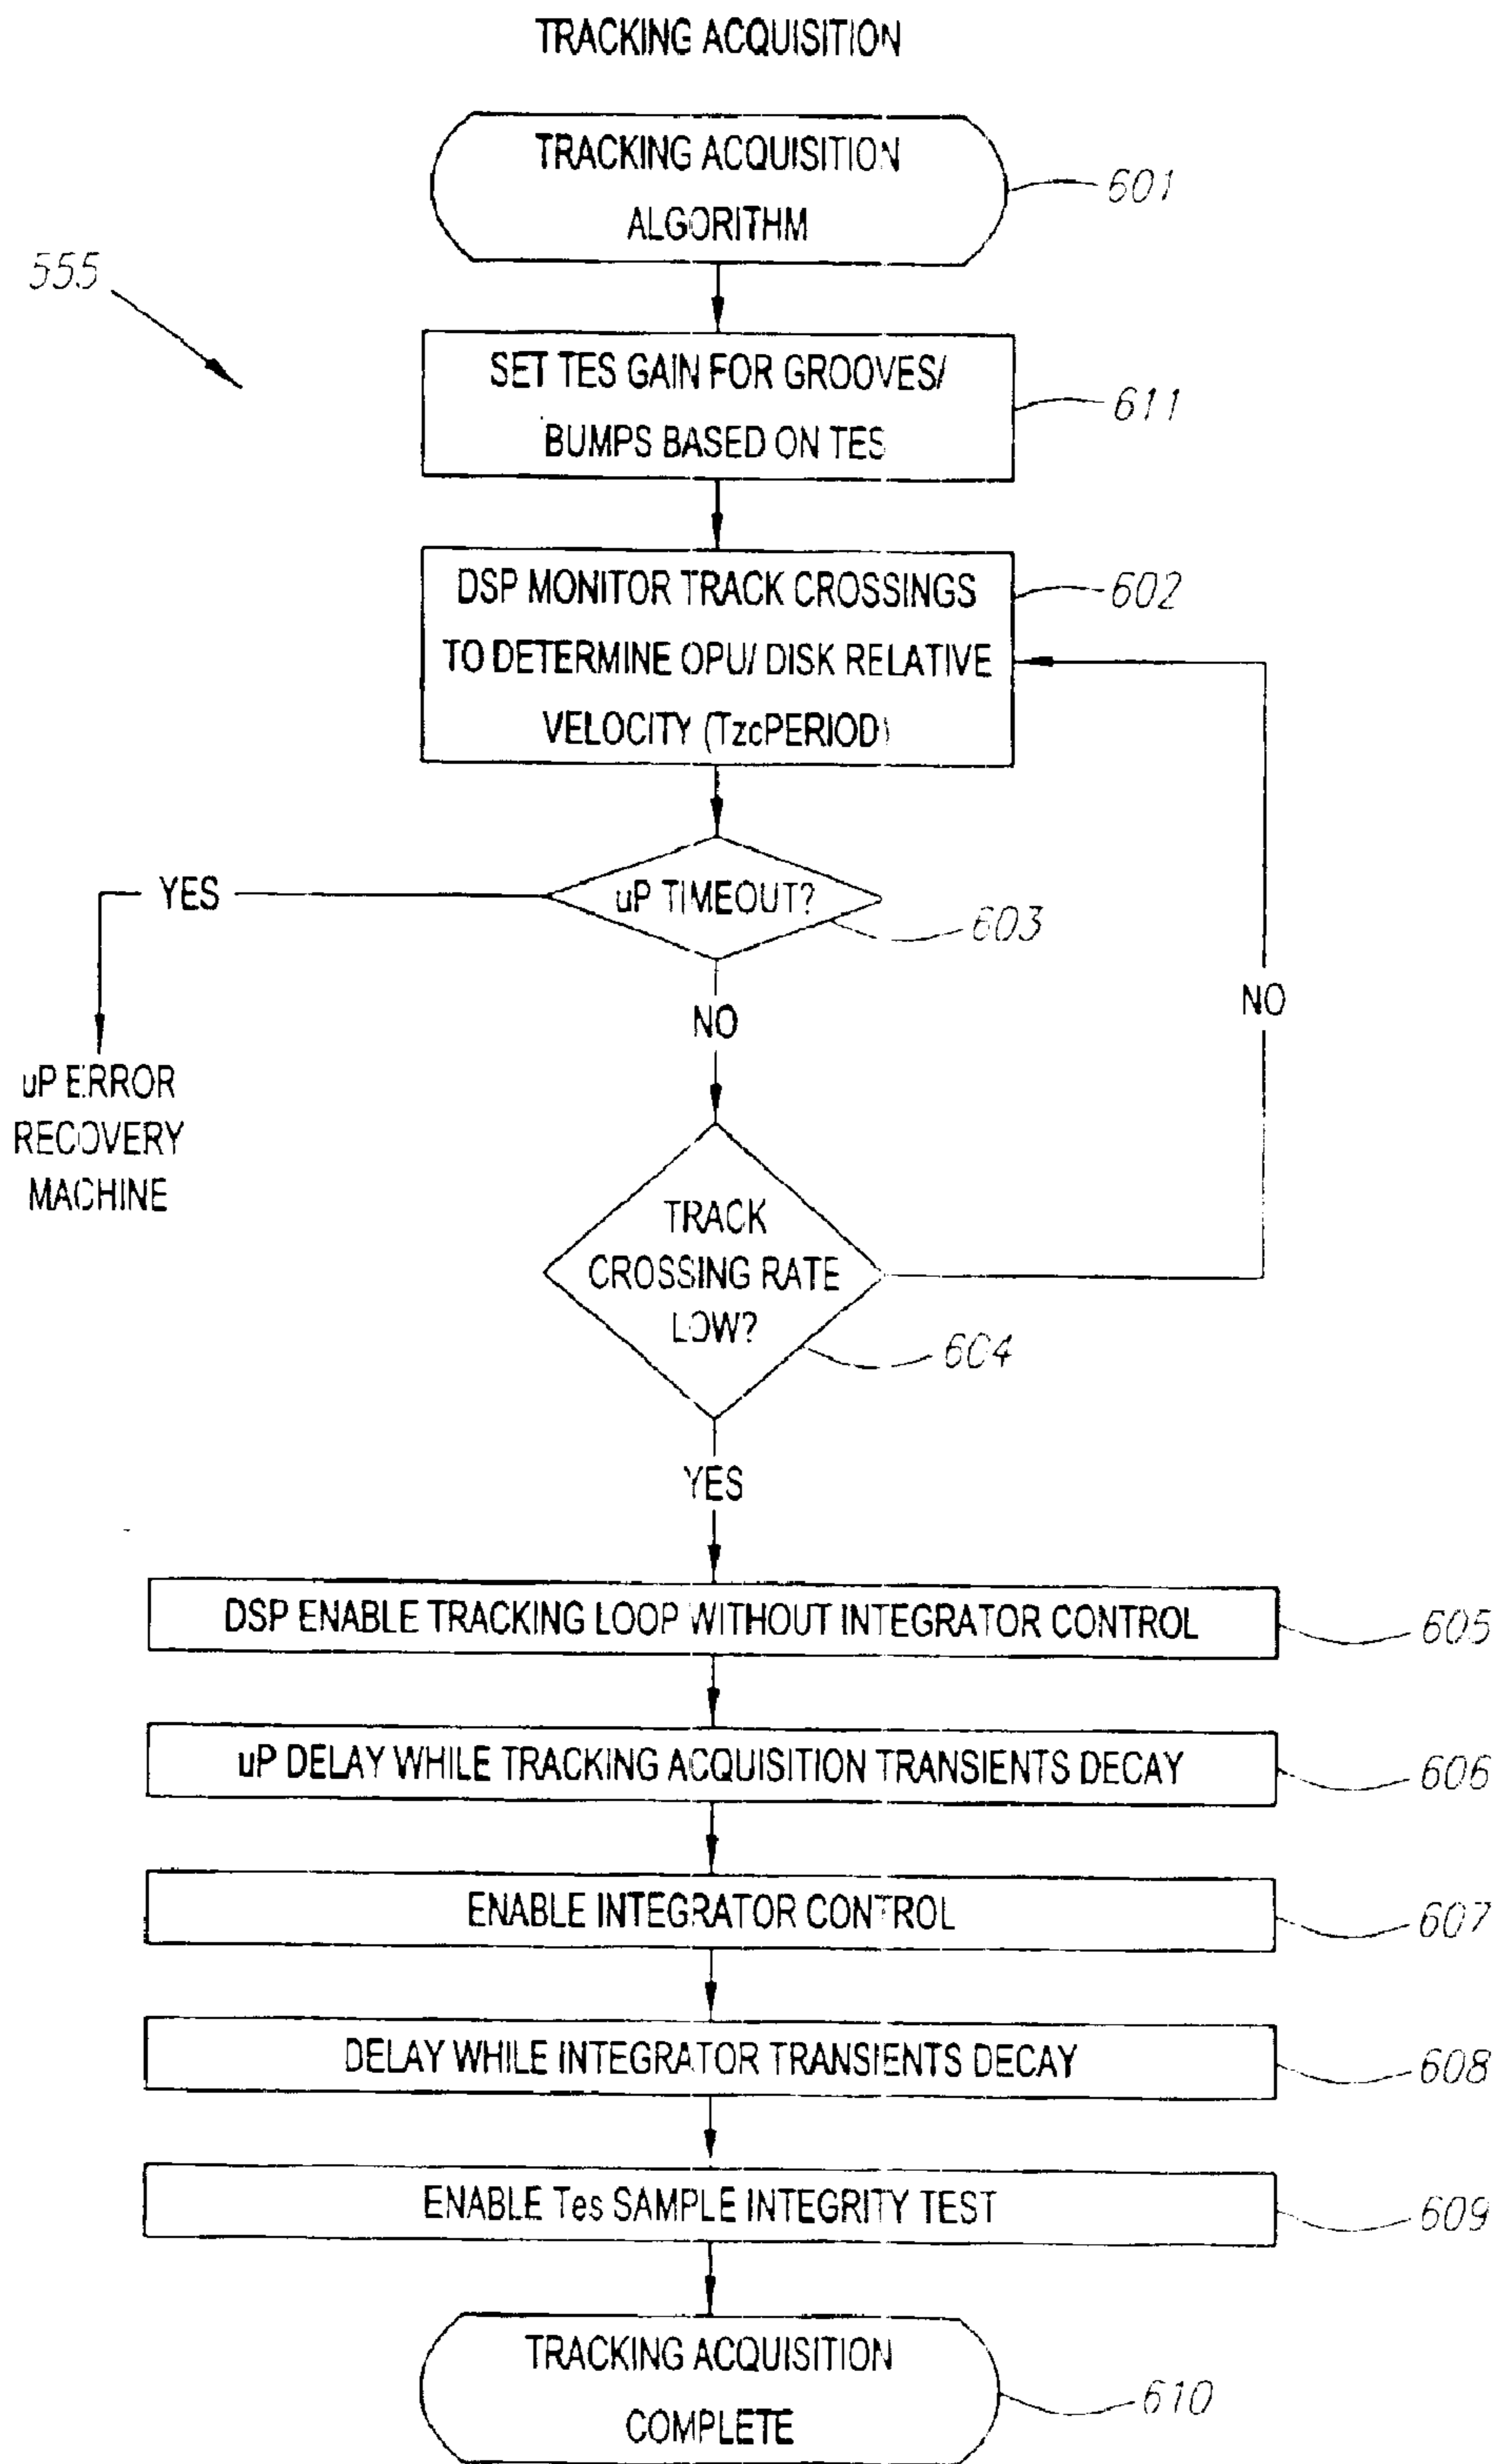 TRACKING ACQUISITION
TRACKING ACQUISITION
ALGORITHM
601
555
SET TES GAIN FOR GROOVES/
BUMPS BASED ON TES
611
DSP MONITOR TRACK CROSSINGS
TO DETERMINE OPU/ DISK RELATIVE
VELOCITY (TzcPERIOD)
602
YES
uP TIMEOUT?
603
NO
NO
uP ERROR
RECOVERY
MACHINE
TRACK
CROSSING RATE
LOW?
604
YES
DSP ENABLE TRACKING LOOP WITHOUT INTEGRATOR CONTROL
605
uP DELAY WHILE TRACKING ACQUISITION TRANSIENTS DECAY
606
ENABLE INTEGRATOR CONTROL
607
DELAY WHILE INTEGRATOR TRANSIENTS DECAY
608
ENABLE Tes SAMPLE INTEGRITY TEST
609
TRACKING ACQUISITION
COMPLETE
610